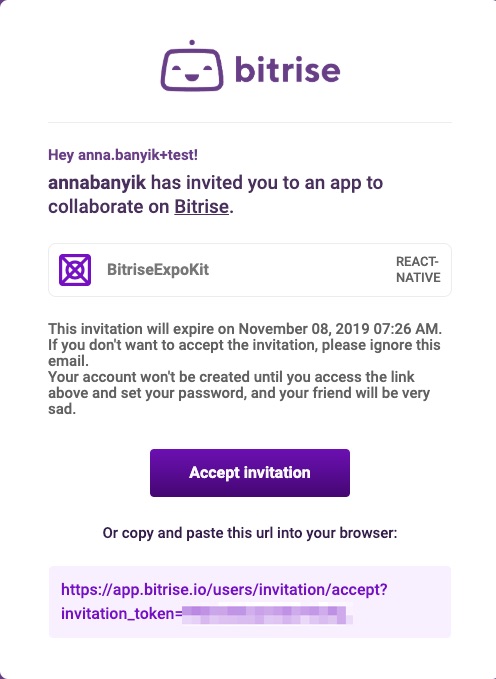 bitrise
Hey anna.banyik+test!
annabanyik has invited you to an app to
collaborate on Bitrise.
BitriseExpoKit
REACT-
NATIVE
This invitation will expire on November 08, 2019 07:26 AM.
If you don't want to accept the invitation, please ignore this
email.
Your account won't be created until you access the link
above and set your password, and your friend will be very
sad.
Accept invitation
Or copy and paste this url into your browser:
https://app.bitrise.io/users/invitation/accept?
invitation_token=